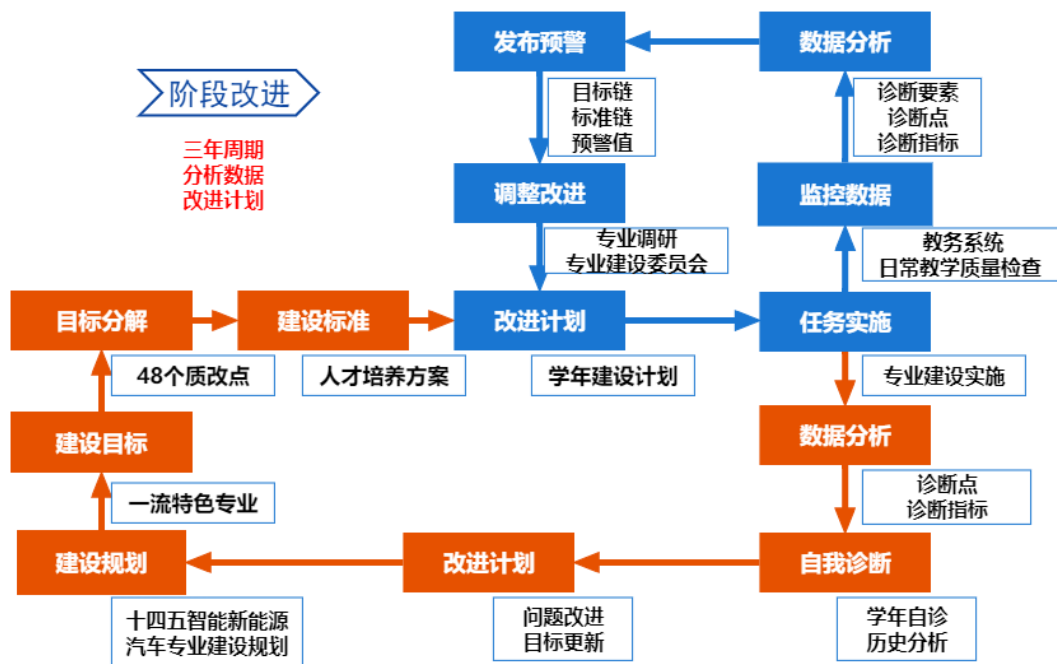 发布预警
数据分析
阶段改进
目标链
标准链
预警值
诊断要素
诊断点
诊断指标
三年周期
分析数据
改进计划
调整改进
监控数据
专业调研
专业建设委员会
教务系统
日常教学质量检查
目标分解
建设标准
改进计划
任务实施
48个质改点
人才培养方案
学年建设计划
专业建设实施
建设目标
数据分析
一流特色专业
诊断点
诊断指标
建设规划
改进计划
自我诊断
十四五智能新能源
汽车专业建设规划
问题改进
目标更新
学年自诊
历史分析